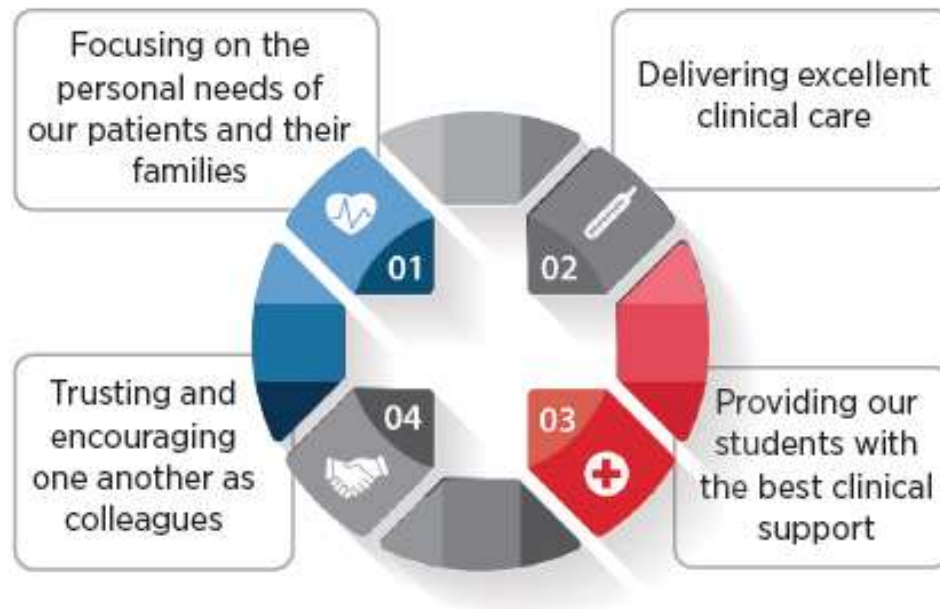 Focusing on the
personal needs of
our patients and their
families
01
Delivering excellent
clinical care
02
Providing our
students with
the best clinical
support
03
Trusting and
encouraging
one another as
colleagues
04